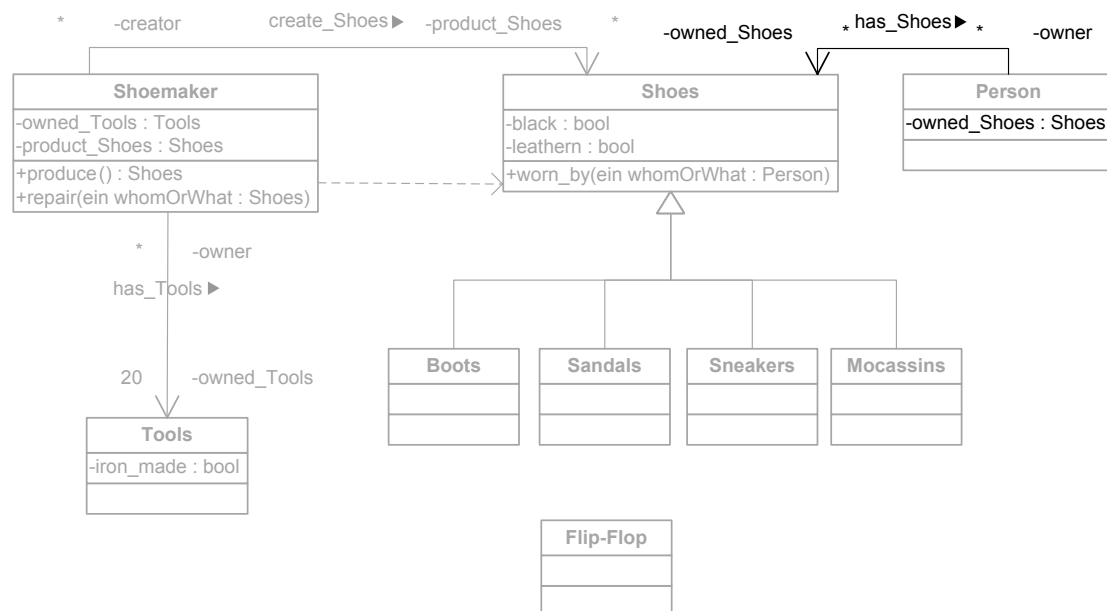 * -creator create_Shoes▶ -product_Shoes *
-owned_Shoes * has_Shoes▶ * -owner
Shoemaker
-owned_Tools : Tools
-product_Shoes : Shoes
+produce() : Shoes
+repair(ein whomOrWhat : Shoes)
Shoes
-black : bool
-leathern : bool
+worn_by(ein whomOrWhat : Person)
Person
-owned_Shoes : Shoes
* -owner
has_Tools ▶
20 -owned_Tools
Boots
Sandals
Sneakers
Mocassins
Tools
-iron_made : bool
Flip-Flop